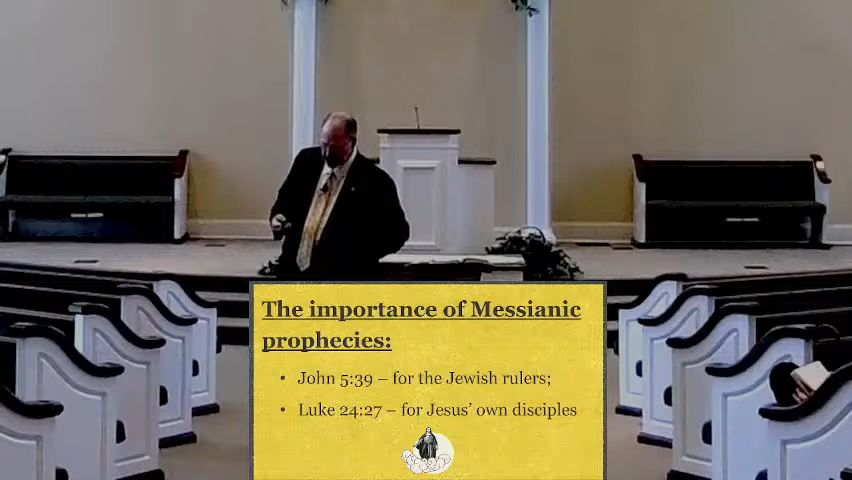 The importance of Messianic
prophecies:
• John 5:39 – for the Jewish rulers;
• Luke 24:27 – for Jesus’ own disciples